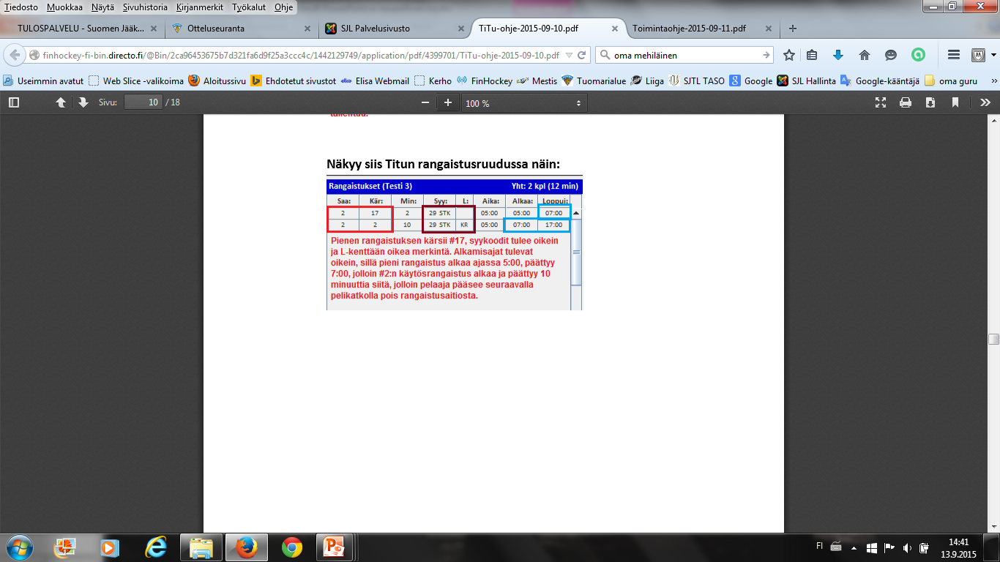 Tiedosto Muokkaa Näytä Sivuhistoria Kirjanmerkit Työkalut Ohje
TULOSPALVELU - Suomen Jääk... Otteluseuranta SJL Palvelusivusto TiTu-ohje-2015-09-10.pdf Toimintaohje-2015-09-11.pdf
finhockey-fi-bin.directo.fi/@Bin/2ca96453675b7d321fa6d9f25a3ccc4c/1442129749/application/pdf/4399701/TiTu-ohje-2015-09-10.pdf oma mehiläinen
Useimmin avatut Web Slice -valikoima Aloitussivu Ehdotetut sivustot Elisa Webmail Kerho FinHockey Mestis Tuomarialue Liiga SJTL TASO Google SJL Hallinta Google-kääntäjä oma guru
Sivu: 10 / 18 100 %
Näkyy siis Titun rangaistusruudussa näin:
Rangaistukset (Testi 3) Yht: 2 kpl (12 min)
Saa: Kär: Min: Syy: L: Aika: Alkaa: Loppui:
2 17 2 29 STK 05:00 05:00 07:00
2 2 10 29 STK KR 05:00 07:00 17:00
Pienen rangaistuksen kärsii #17, syykoodit tulee oikein
ja L-kenttään oikea merkintä. Alkamisajat tulevat
oikein, sillä pieni rangaistus alkaa ajassa 5:00, päättyy
7:00, jolloin #2:n käytösrangaistus alkaa ja päättyy 10
minuuttia siitä, jolloin pelaaja pääsee seuraavalla
pelikatkolla pois rangaistusaitiosta.
FI 14:41
13.9.2015